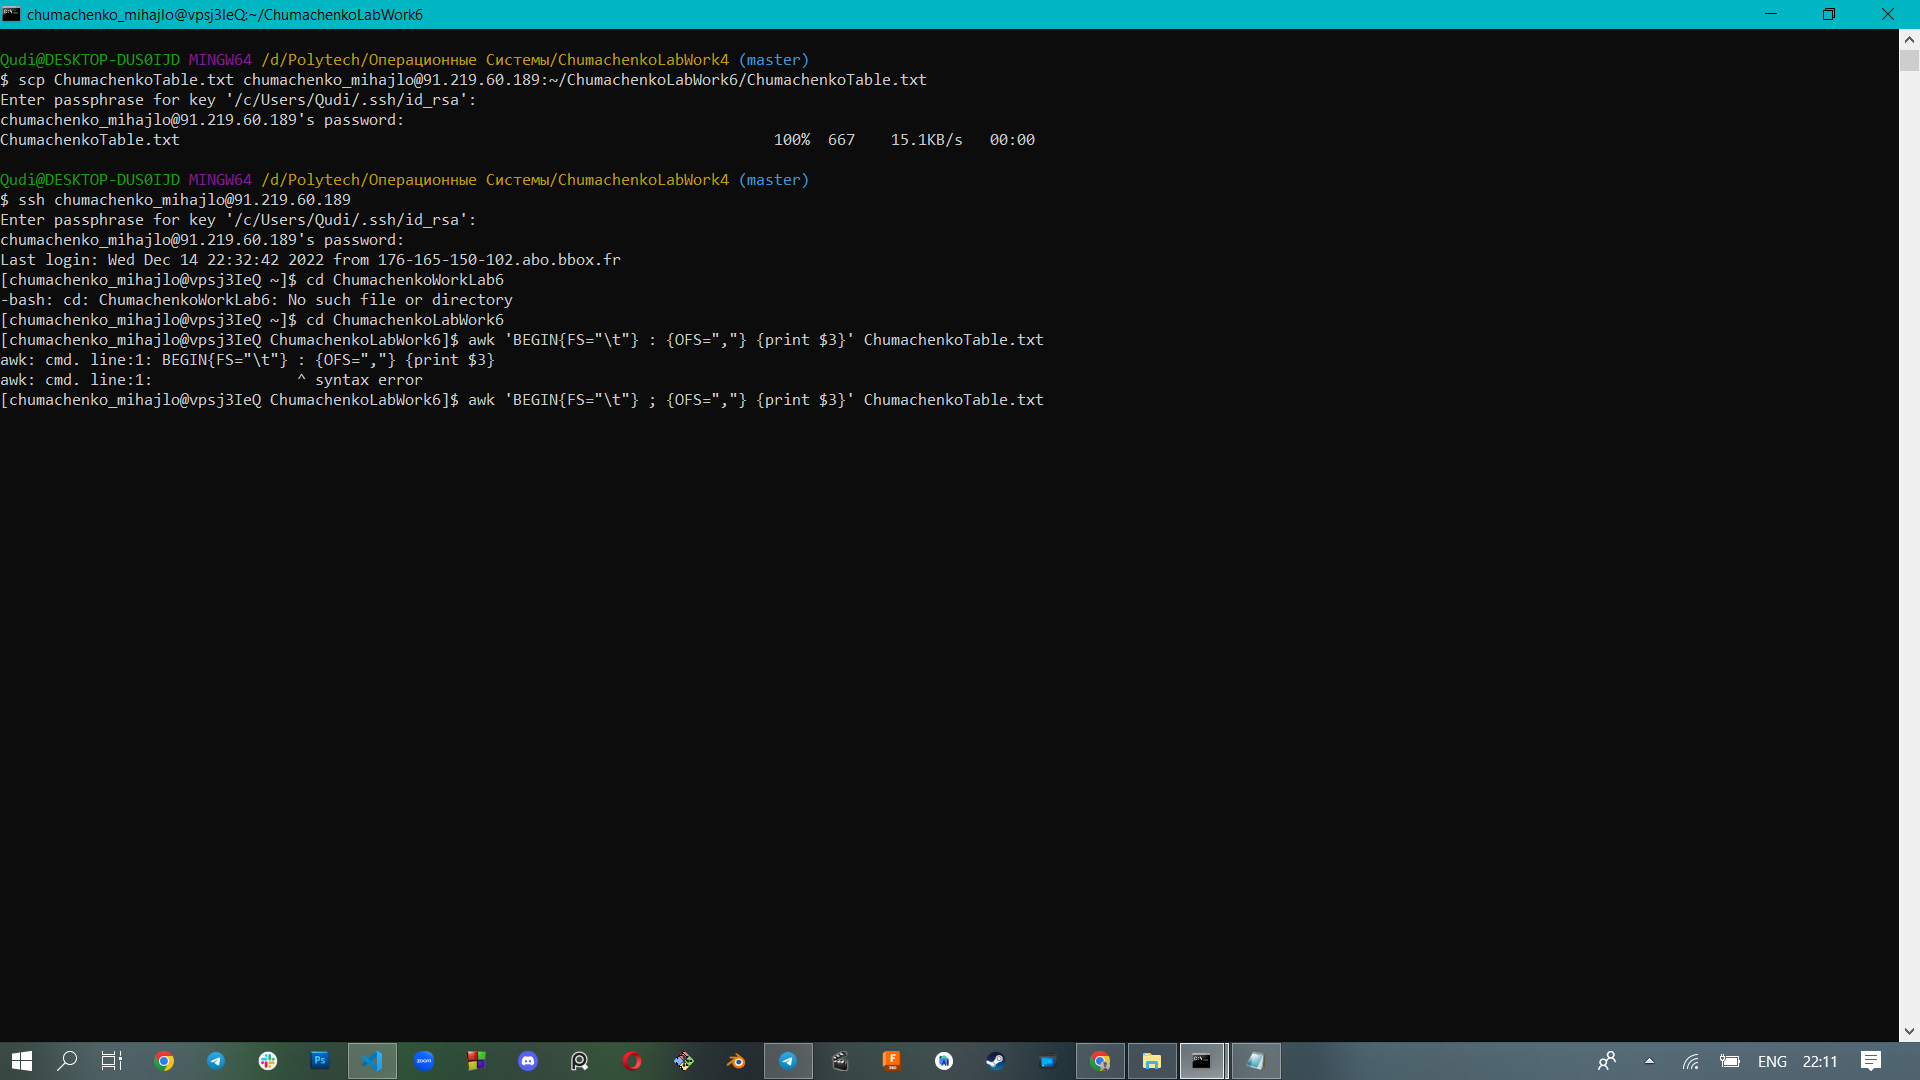 chumachenko_mihajlo@vpsj3IeQ:~/ChumachenkoLabWork6
Qudi@DESKTOP-DUS0IJD MINGW64 /d/Polytech/Операционные Системы/ChumachenkoLabWork4 (master)
$ scp ChumachenkoTable.txt chumachenko_mihajlo@91.219.60.189:~/ChumachenkoLabWork6/ChumachenkoTable.txt
Enter passphrase for key '/c/Users/Qudi/.ssh/id_rsa':
chumachenko_mihajlo@91.219.60.189's password:
ChumachenkoTable.txt 100% 667 15.1KB/s 00:00
Qudi@DESKTOP-DUS0IJD MINGW64 /d/Polytech/Операционные Системы/ChumachenkoLabWork4 (master)
$ ssh chumachenko_mihajlo@91.219.60.189
Enter passphrase for key '/c/Users/Qudi/.ssh/id_rsa':
chumachenko_mihajlo@91.219.60.189's password:
Last login: Wed Dec 14 22:32:42 2022 from 176-165-150-102.abo.bbox.fr
[chumachenko_mihajlo@vpsj3IeQ ~]$ cd ChumachenkoWorkLab6
-bash: cd: ChumachenkoWorkLab6: No such file or directory
[chumachenko_mihajlo@vpsj3IeQ ~]$ cd ChumachenkoLabWork6
[chumachenko_mihajlo@vpsj3IeQ ChumachenkoLabWork6]$ awk 'BEGIN{FS="\t"} : {OFS=","} {print $3}' ChumachenkoTable.txt
awk: cmd. line:1: BEGIN{FS="\t"} : {OFS=","} {print $3}
awk: cmd. line:1:                ^ syntax error
[chumachenko_mihajlo@vpsj3IeQ ChumachenkoLabWork6]$ awk 'BEGIN{FS="\t"} ; {OFS=","} {print $3}' ChumachenkoTable.txt
Ps
zoom
ENG 22:11